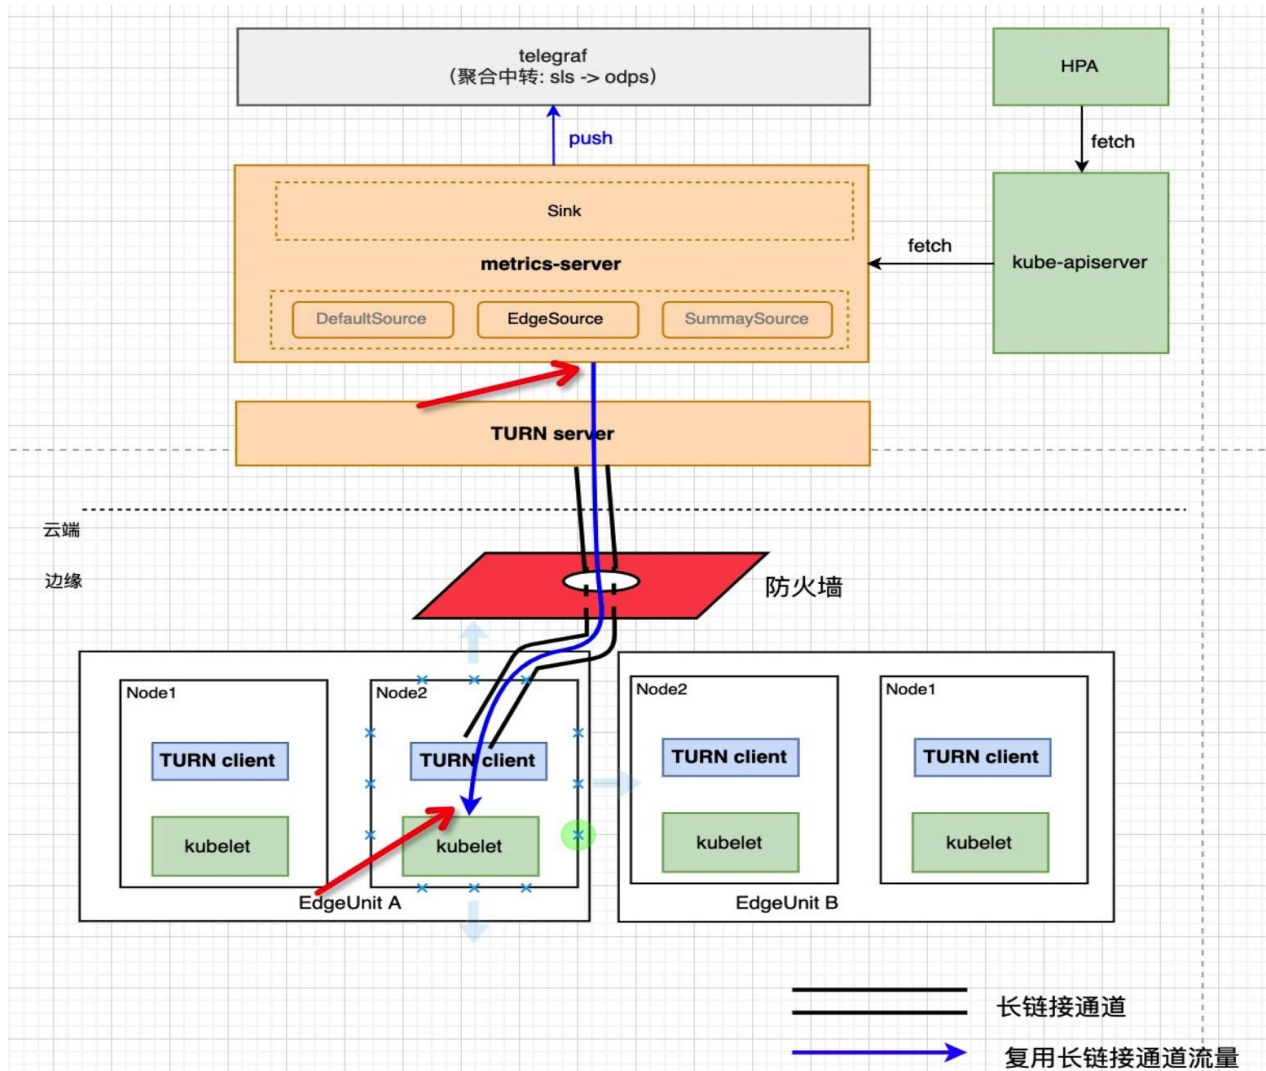 telegraf
（聚合中转: sls -> odps）
HPA
push
fetch
Sink
metrics-server
fetch
kube-apiserver
DefaultSource
EdgeSource
SummaySource
TURN server
云端
边缘
防火墙
Node1
Node2
Node2
Node1
TURN client
TURN client
TURN client
TURN client
kubelet
kubelet
kubelet
kubelet
EdgeUnit A
EdgeUnit B
长链接通道
复用长链接通道流量